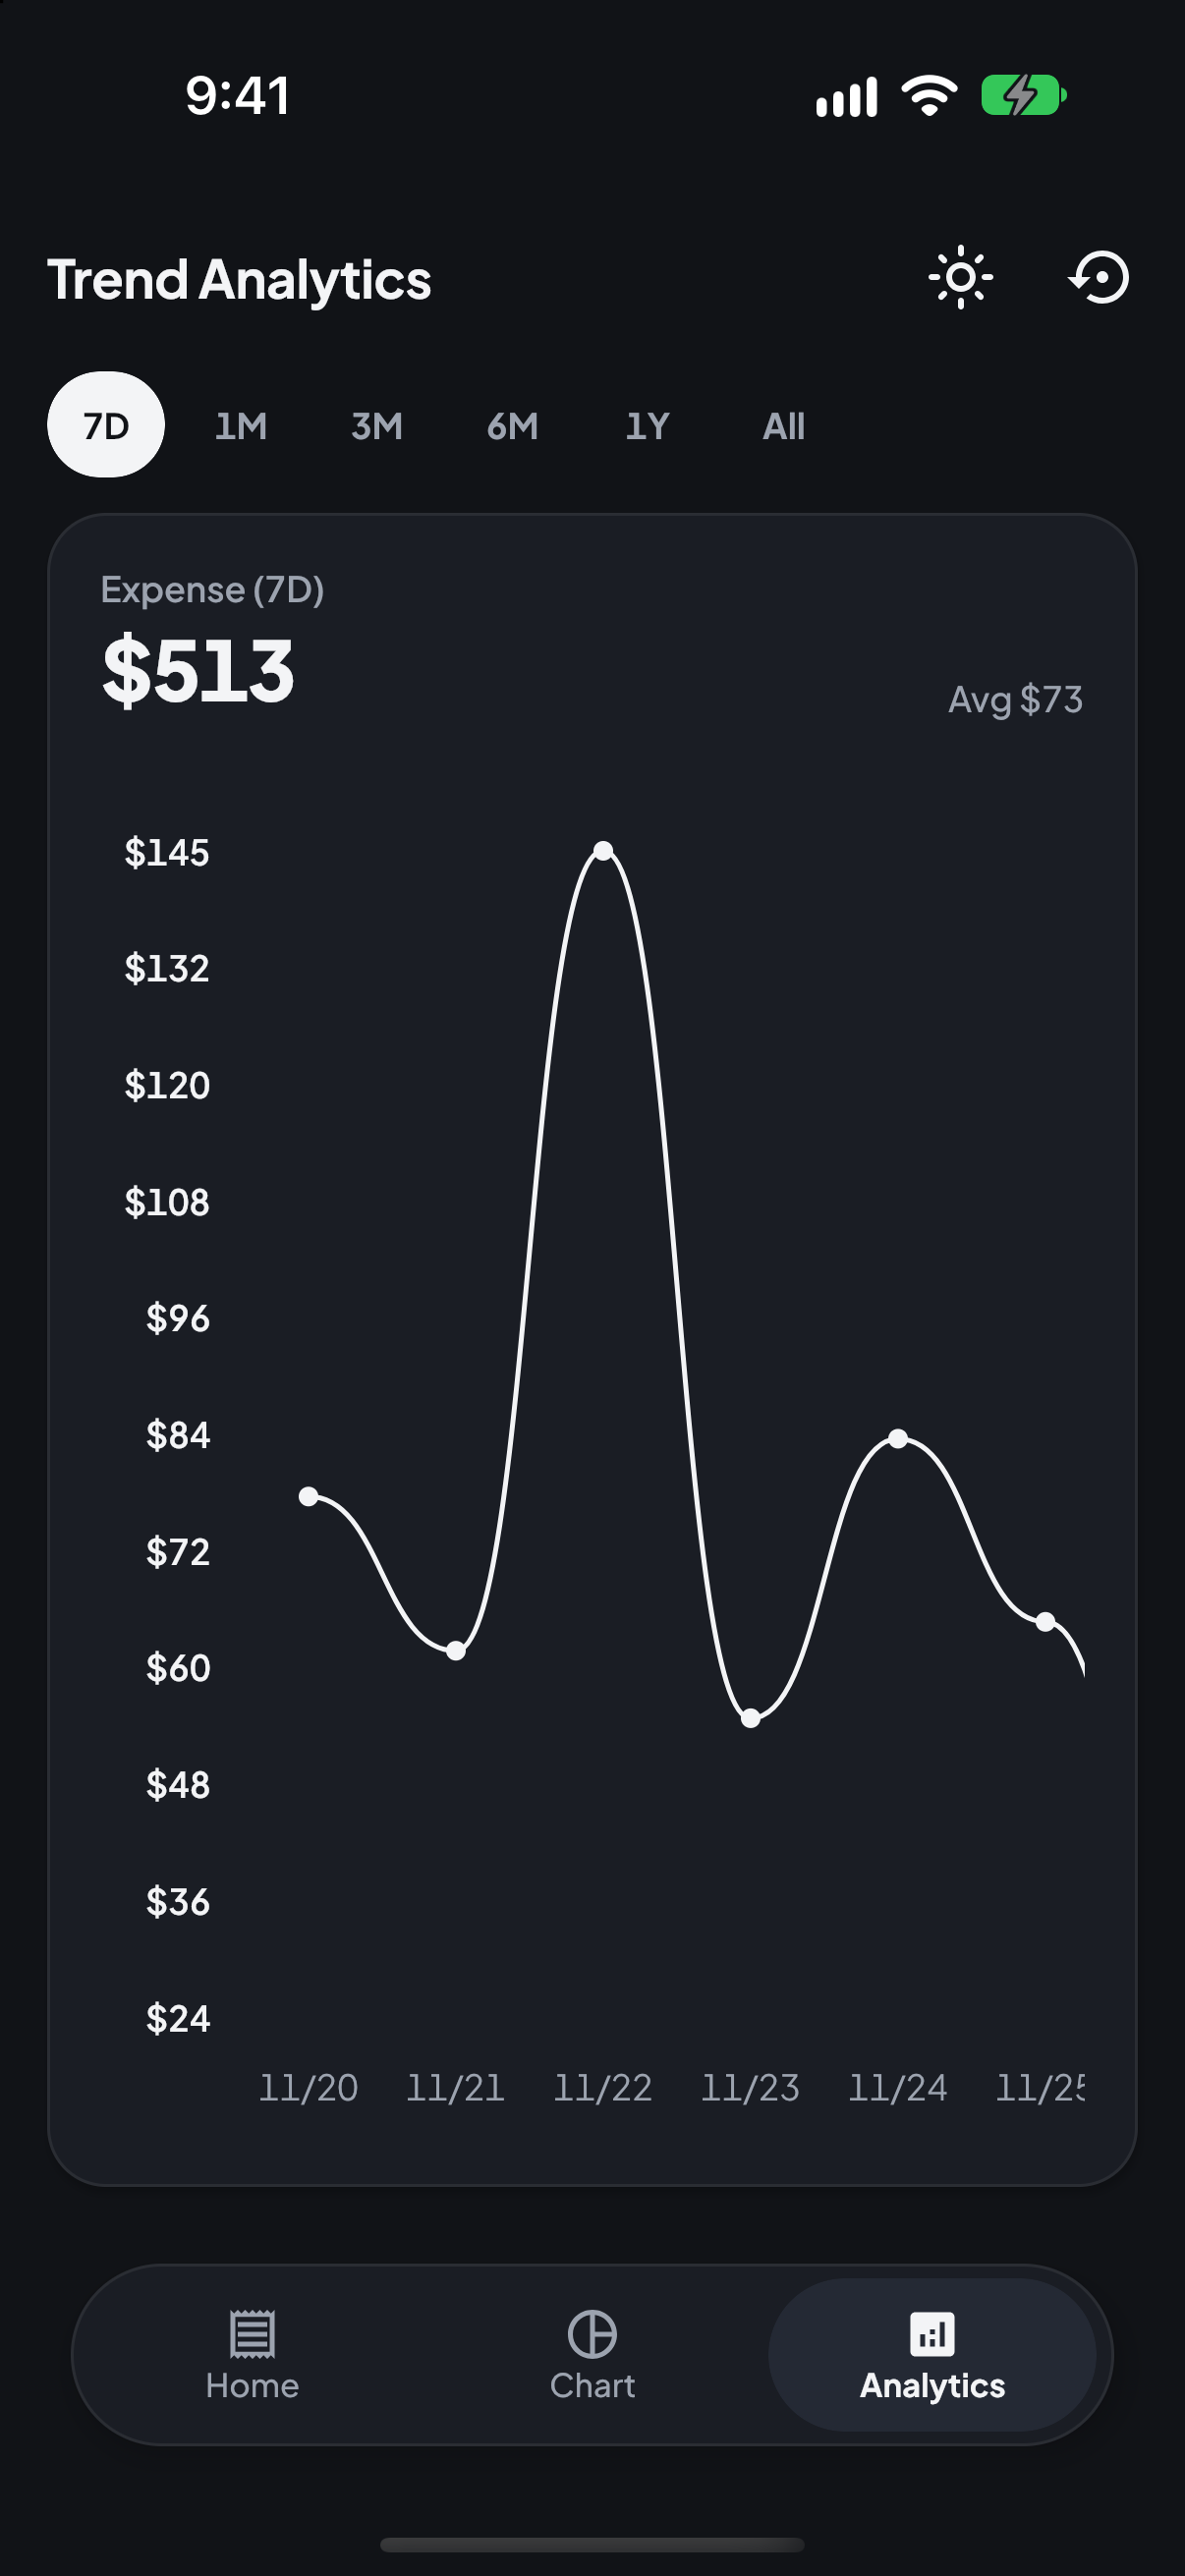 9:41
Trend Analytics
7D 1M 3M 6M 1Y All
Expense (7D)
$513
Avg $73
$145
$132
$120
$108
$96
$84
$72
$60
$48
$36
$24
11/20 11/21 11/22 11/23 11/24 11/25
Home Chart Analytics